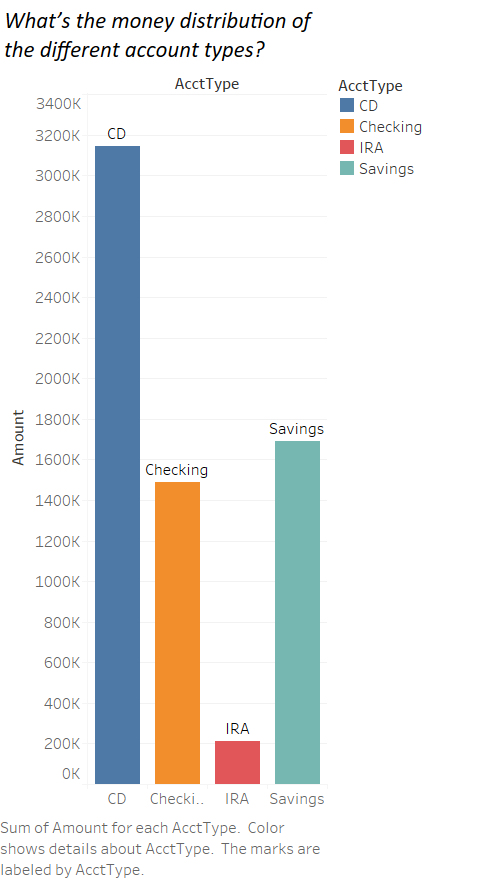 What's the money distribution of
the different account types?
AcctType
AcctType
CD
Checking
IRA
Savings
3400K
3200K
3000K
2800K
2600K
2400K
2200K
2000K
1800K
1600K
1400K
1200K
1000K
800K
600K
400K
200K
0K
Amount
CD
Checking
IRA
Savings
CD
Checki..
IRA
Savings
Sum of Amount for each AcctType. Color
shows details about AcctType. The marks are
labeled by AcctType.